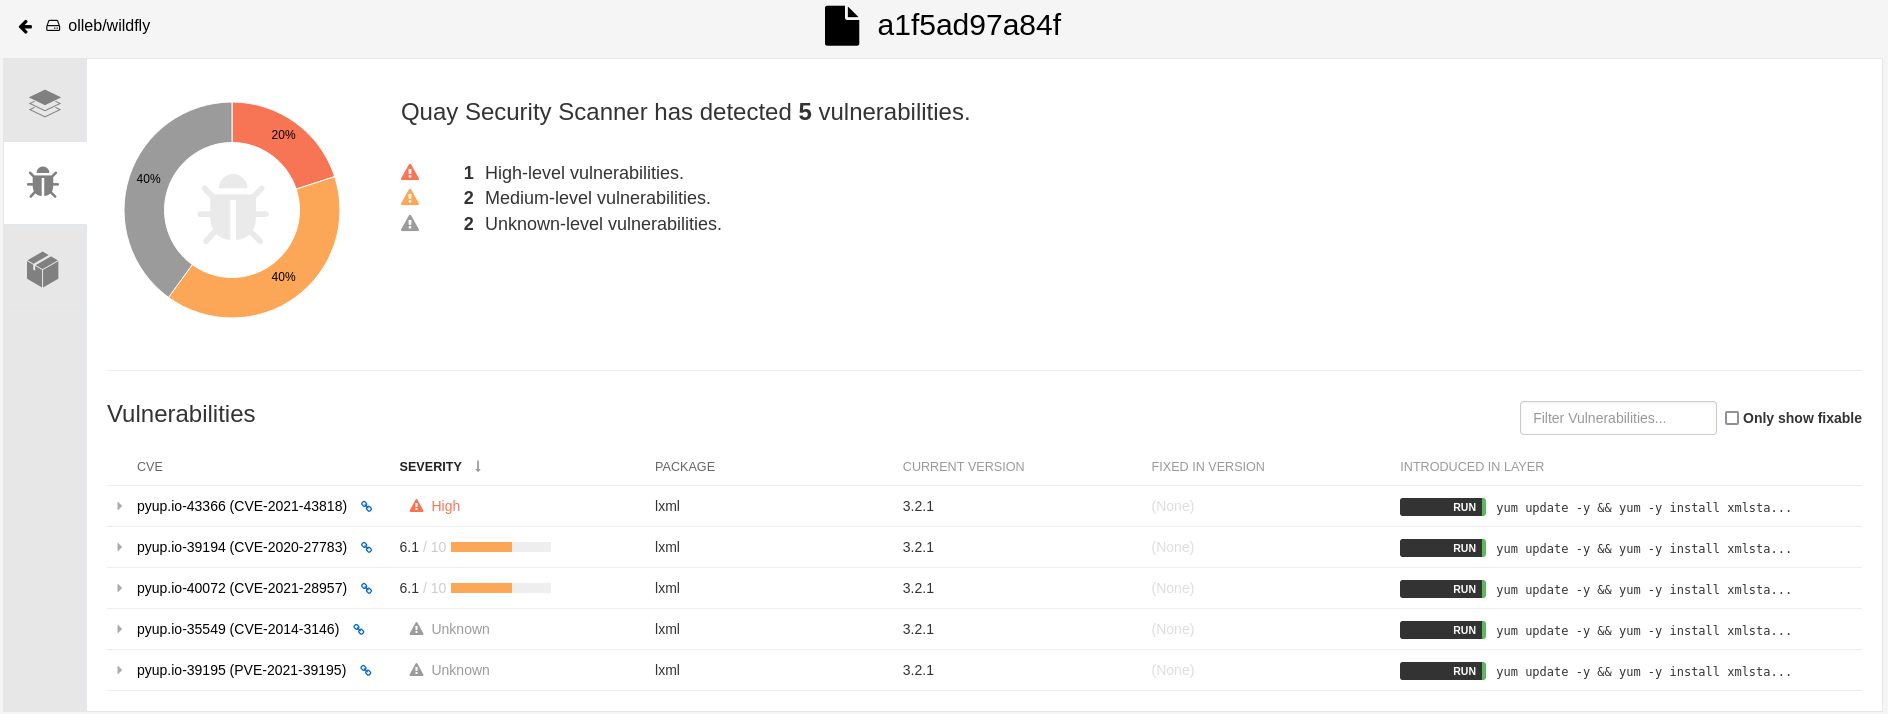 olleb/wildfly
a1f5ad97a84f
Quay Security Scanner has detected 5 vulnerabilities.
20%
40%
40%
1 High-level vulnerabilities.
2 Medium-level vulnerabilities.
2 Unknown-level vulnerabilities.
Vulnerabilities
Filter Vulnerabilities...
Only show fixable
CVE SEVERITY PACKAGE CURRENT VERSION FIXED IN VERSION INTRODUCED IN LAYER
pyup.io-43366 (CVE-2021-43818) High lxml 3.2.1 (None) RUN yum update -y && yum -y install xmlsta...
pyup.io-39194 (CVE-2020-27783) 6.1 / 10 lxml 3.2.1 (None) RUN yum update -y && yum -y install xmlsta...
pyup.io-40072 (CVE-2021-28957) 6.1 / 10 lxml 3.2.1 (None) RUN yum update -y && yum -y install xmlsta...
pyup.io-35549 (CVE-2014-3146) Unknown lxml 3.2.1 (None) RUN yum update -y && yum -y install xmlsta...
pyup.io-39195 (PVE-2021-39195) Unknown lxml 3.2.1 (None) RUN yum update -y && yum -y install xmlsta...